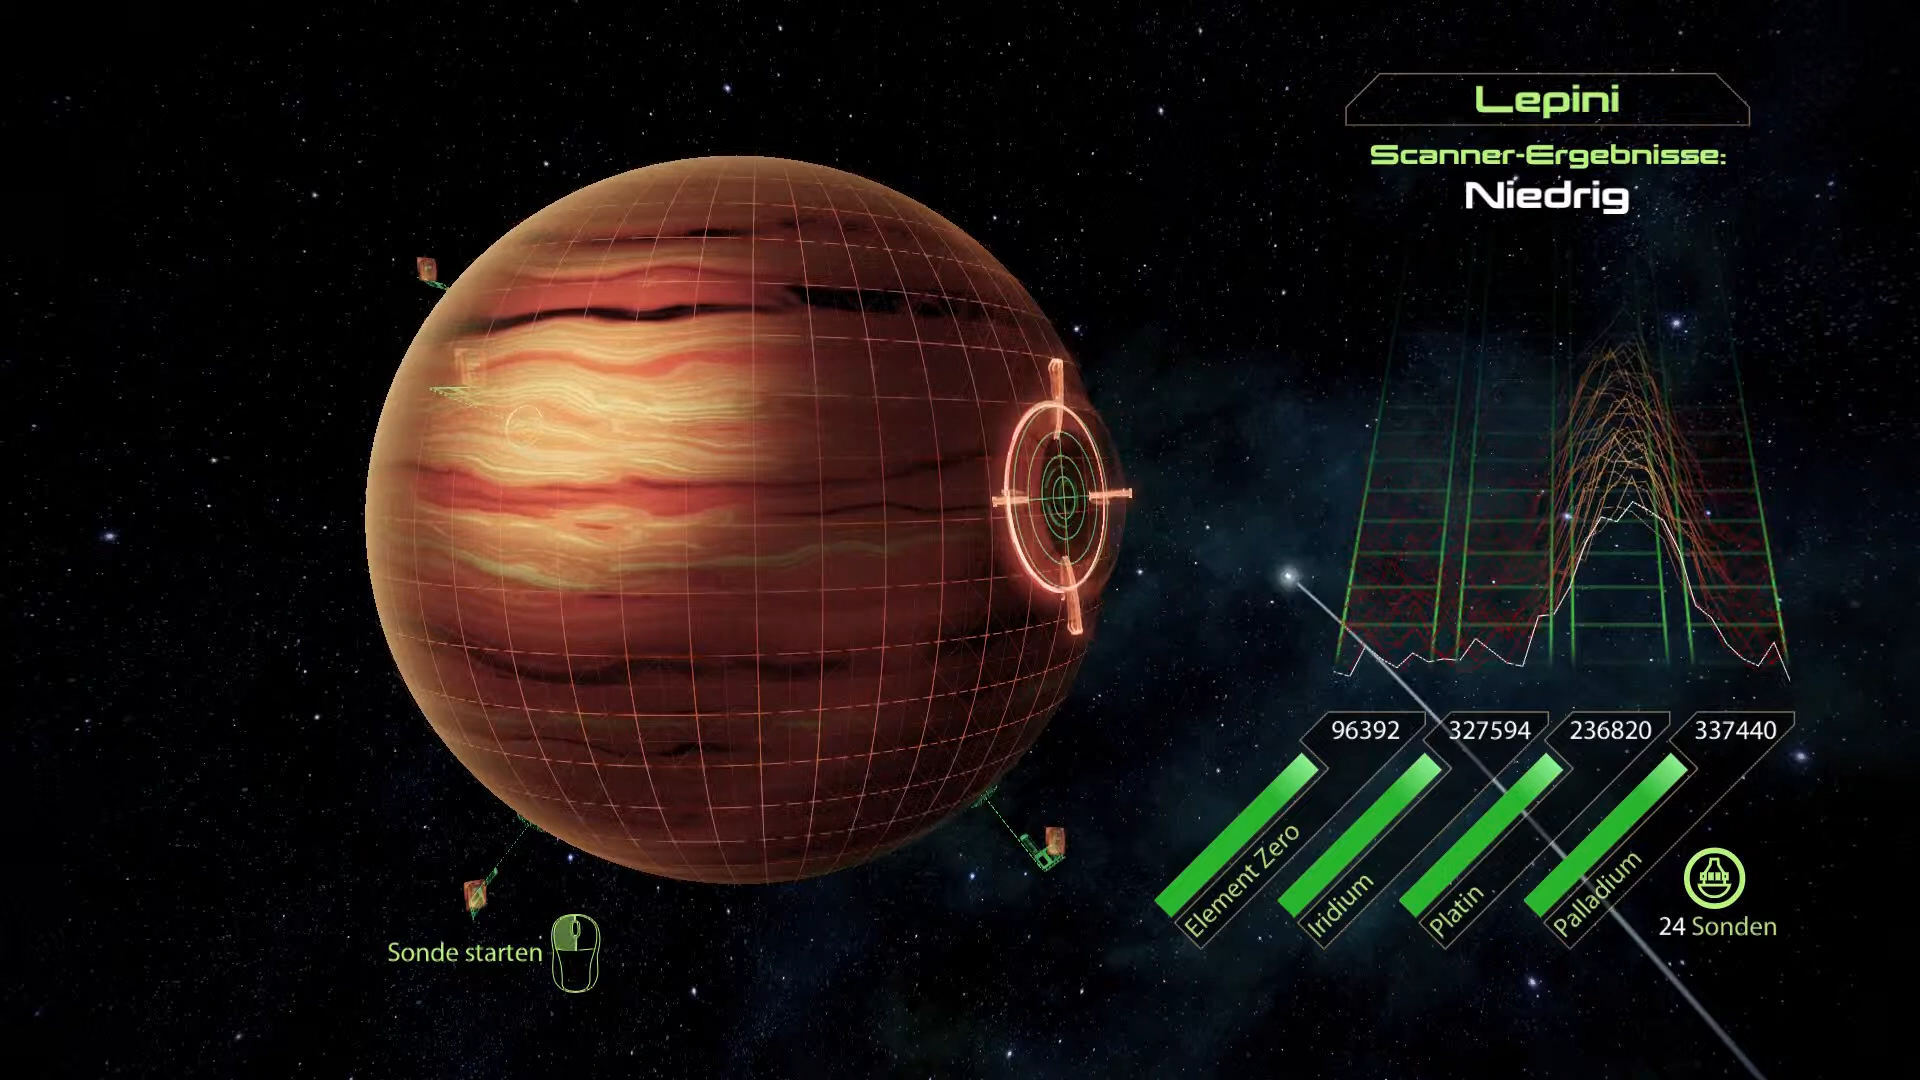 Lepini
Scanner-Ergebnisse:
Niedrig
96392 327594 236820 337440
Element Zero Iridium Platin Palladium
24 Sonden
Sonde starten